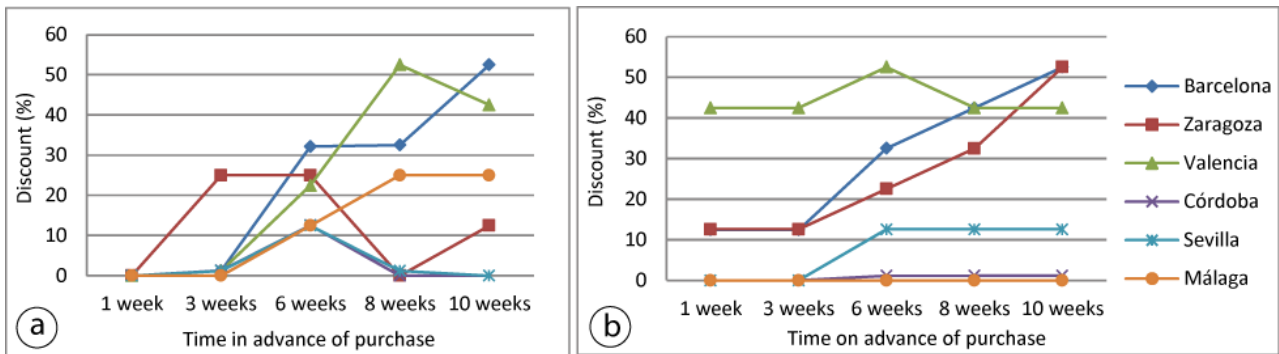 60
50
40
30
20
10
0
Discount (%)
1 week 3 weeks 6 weeks 8 weeks 10 weeks
Time in advance of purchase
a
60
50
40
30
20
10
0
Discount (%)
1 week 3 weeks 6 weeks 8 weeks 10 weeks
Time on advance of purchase
b
Barcelona
Zaragoza
Valencia
Córdoba
Sevilla
Málaga